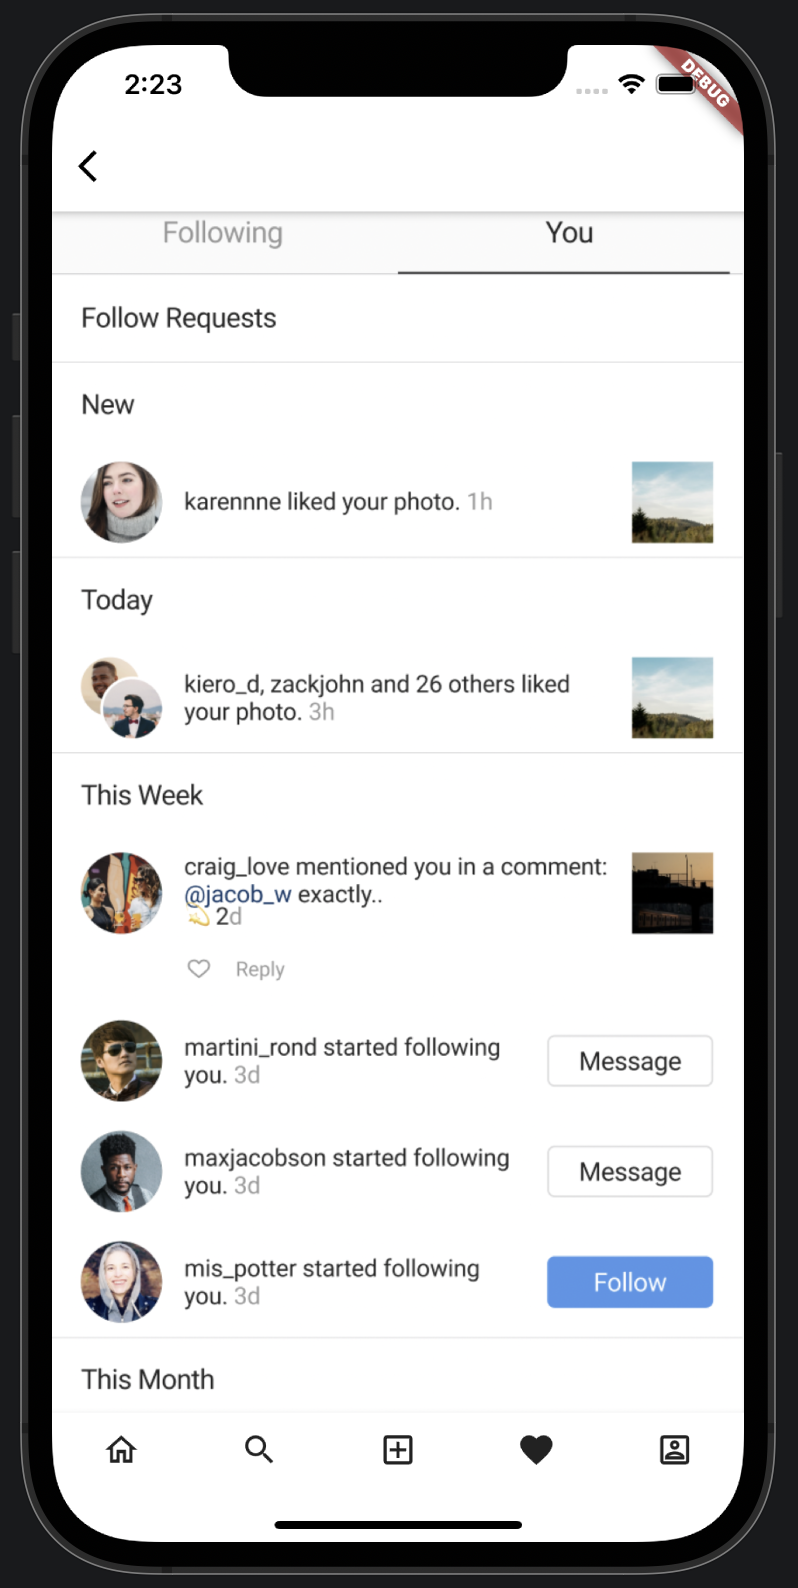 2:23
DEBUG
Following
You
Follow Requests
New
karennne liked your photo. 1h
Today
kiero_d, zackjohn and 26 others liked
your photo. 3h
This Week
craig_love mentioned you in a comment:
@jacob_w exactly..
💫 2d
Reply
martini_rond started following
you. 3d
Message
maxjacobson started following
you. 3d
Message
mis_potter started following
you. 3d
Follow
This Month